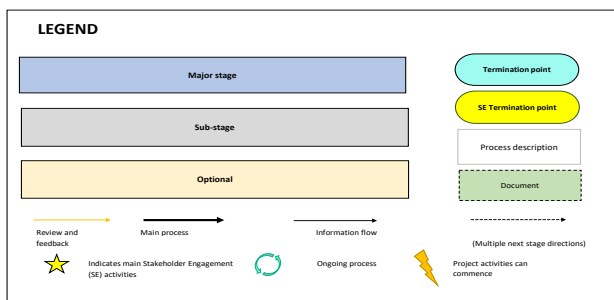 LEGEND
Major stage
Termination point
SE Termination point
Sub-stage
Process description
Optional
Document
Review and
feedback
Main process
Information flow
(Multiple next stage directions)
Indicates main Stakeholder Engagement
(SE) activities
Ongoing process
Project activities can
commence